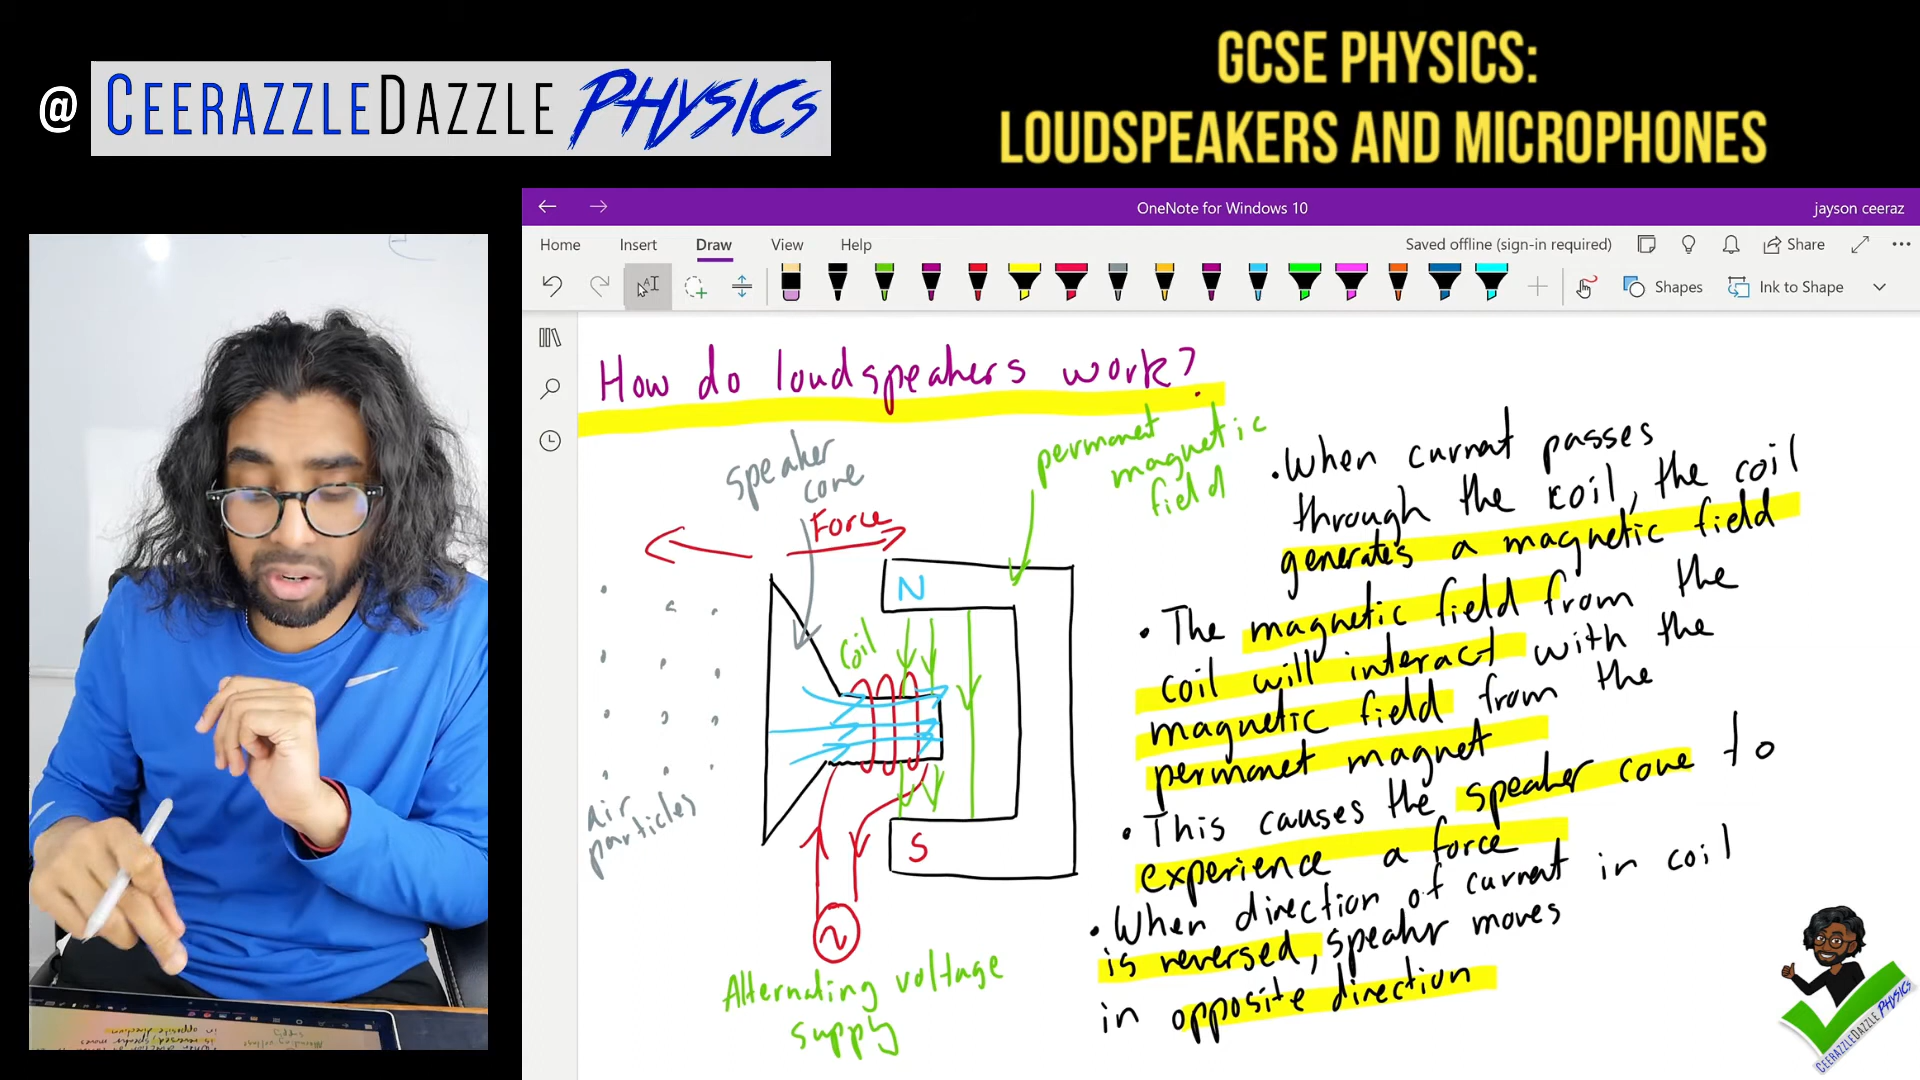 @ CEERAZZLEDAZZLE PHYSICS
GCSE PHYSICS:
LOUDSPEAKERS AND MICROPHONES
OneNote for Windows 10
jayson ceeraz
Home Insert Draw View Help
Saved offline (sign-in required)
Share
Shapes
Ink to Shape
How do loudspeakers work?
speaker
cone
Force
permanent
magnetic
field
N
coil
S
air
particles
Alternating voltage
supply
• When current passes
through the coil, the coil
generates a magnetic field
• The magnetic field from the
coil will interact with the
magnetic field from the
permanent magnet
• This causes the speaker cone to
experience a force
• When direction of current in coil
is reversed, speaker moves
in opposite direction
CEERAZZLEDAZZLE PHYSICS